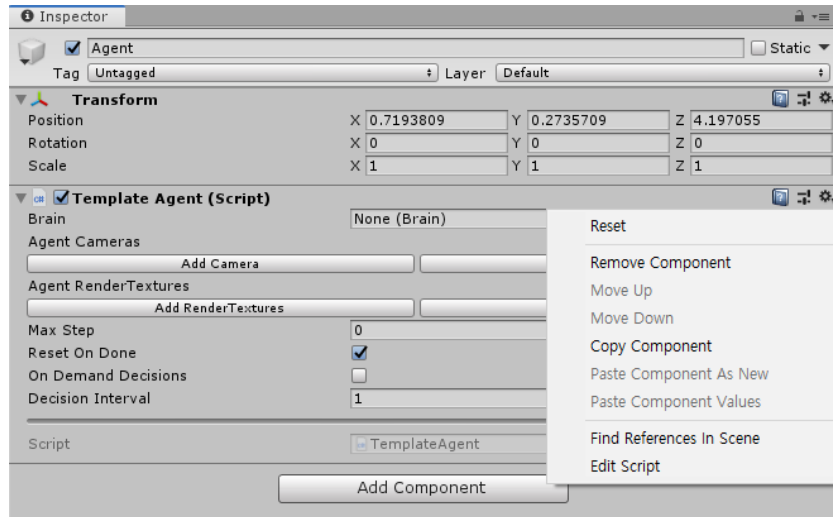 Inspector
Agent Static
Tag Untagged Layer Default
Transform
Position X 0.7193809 Y 0.2735709 Z 4.197055
Rotation X 0 Y 0 Z 0
Scale X 1 Y 1 Z 1
Template Agent (Script)
Brain None (Brain)
Agent Cameras
Add Camera
Agent RenderTextures
Add RenderTextures
Max Step 0
Reset On Done
On Demand Decisions
Decision Interval 1
Script TemplateAgent
Add Component
Reset
Remove Component
Move Up
Move Down
Copy Component
Paste Component As New
Paste Component Values
Find References In Scene
Edit Script